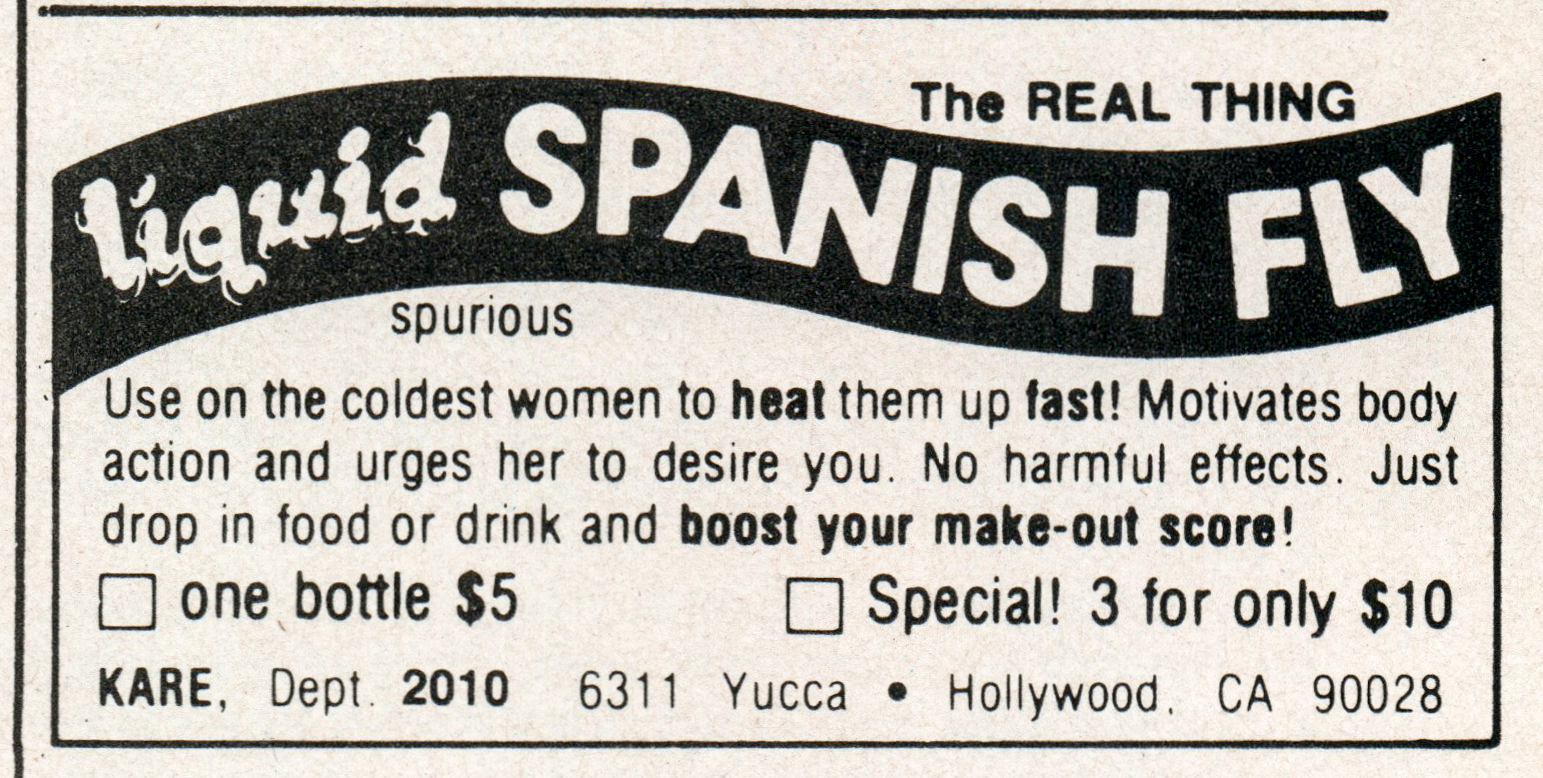 The REAL THING
liquid SPANISH FLY
spurious
Use on the coldest women to heat them up fast! Motivates body
action and urges her to desire you. No harmful effects. Just
drop in food or drink and boost your make-out score!
one bottle $5
Special! 3 for only $10
KARE, Dept. 2010 6311 Yucca • Hollywood, CA 90028